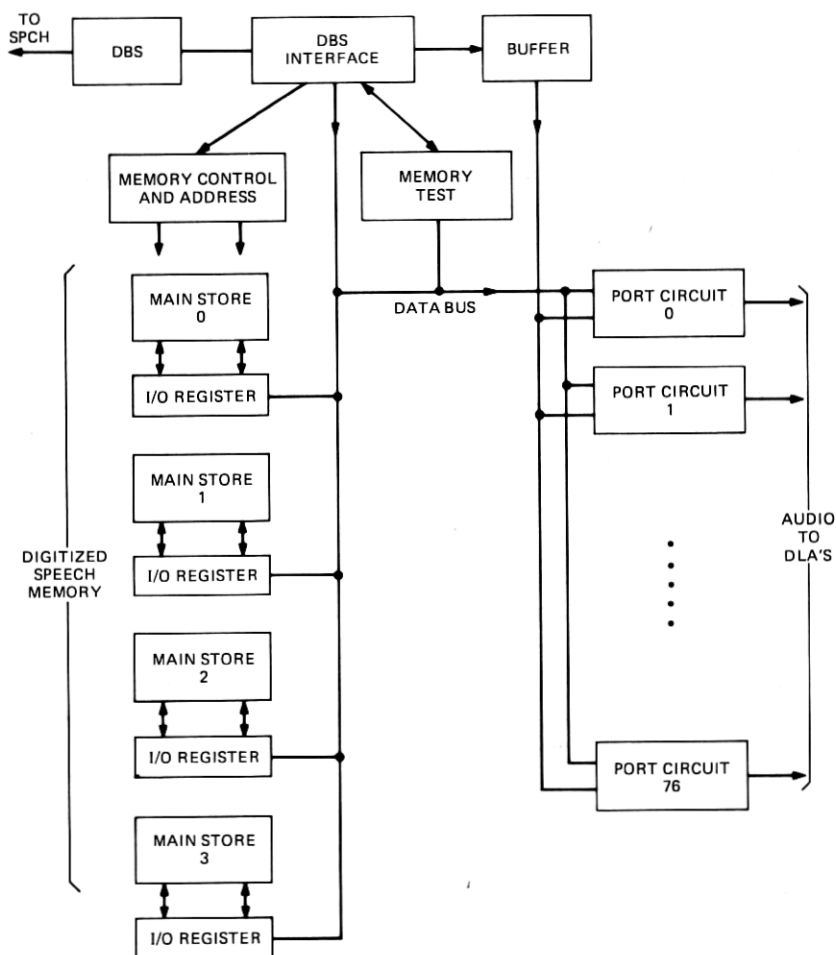 TO
SPCH
DBS
DBS
INTERFACE
BUFFER
MEMORY CONTROL
AND ADDRESS
MEMORY
TEST
MAIN STORE
0
I/O REGISTER
DATA BUS
PORT CIRCUIT
0
PORT CIRCUIT
1
MAIN STORE
1
I/O REGISTER
DIGITIZED
SPEECH
MEMORY
AUDIO
TO
DLA'S
MAIN STORE
2
I/O REGISTER
PORT CIRCUIT
76
MAIN STORE
3
I/O REGISTER